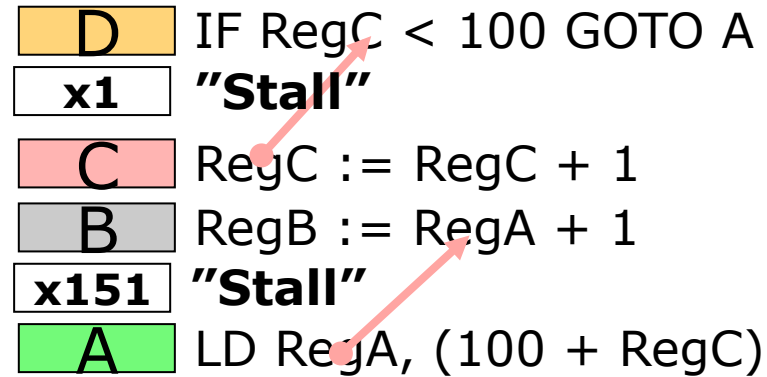 D IF RegC < 100 GOTO A
x1 ”Stall”
C RegC := RegC + 1
B RegB := RegA + 1
x151 ”Stall”
A LD RegA, (100 + RegC)